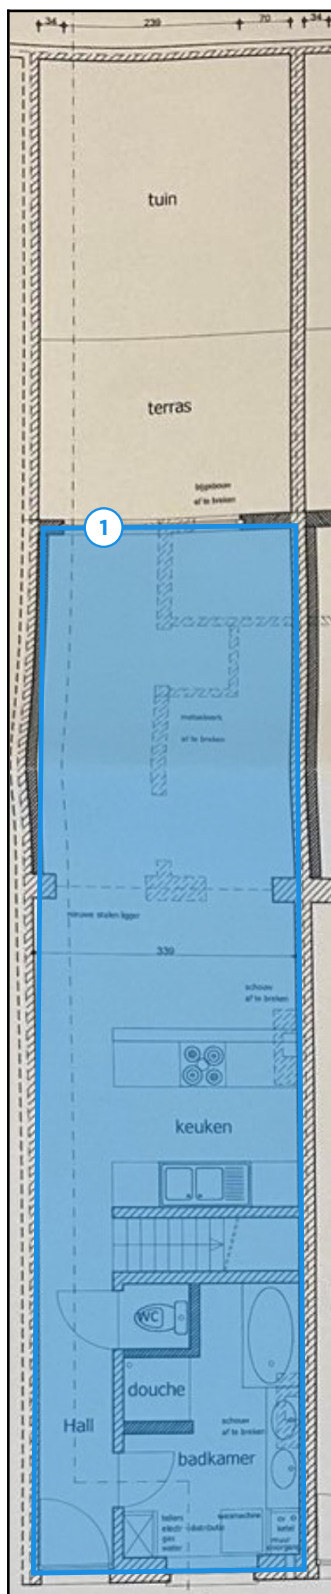 34 239 70 34
tuin
terras
bijgebouw
af te breken
1
metselwerk
af te breken
nieuwe stalen ligger
339
schouw
af te breken
keuken
WC
douche
Hall
schouw
af te breken
badkamer
tellers
electr distributie
gas
water
wasmachine
cv
ketel